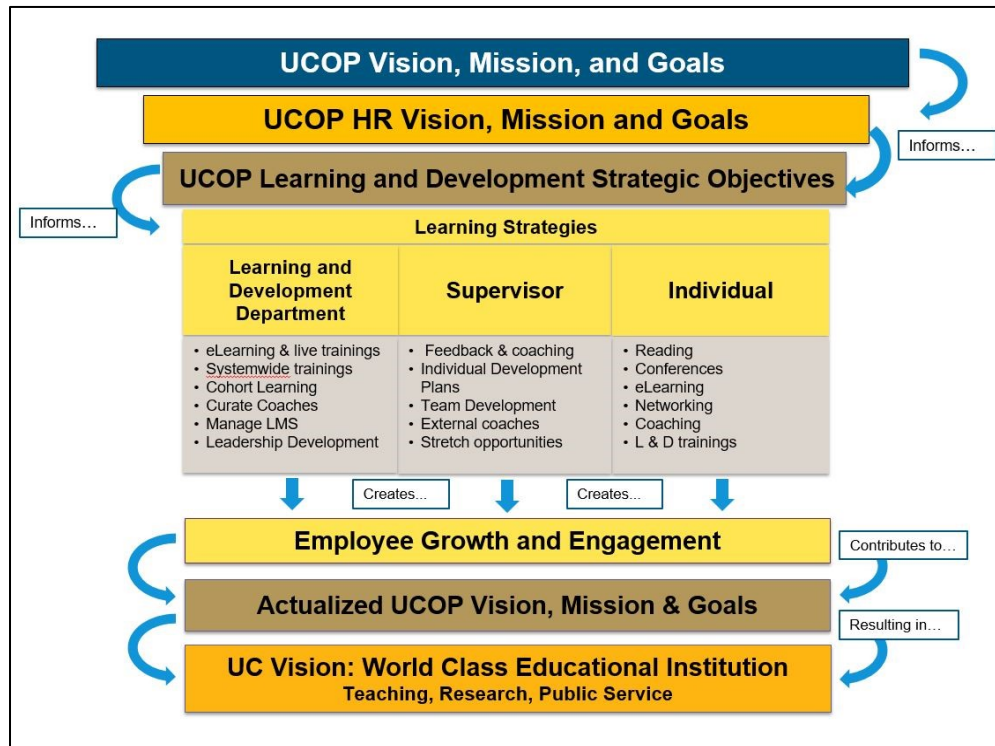 UCOP Vision, Mission, and Goals
UCOP HR Vision, Mission and Goals
Informs...
UCOP Learning and Development Strategic Objectives
Informs...
Learning Strategies
Learning and
Development
Department
• eLearning & live trainings
• Systemwide trainings
• Cohort Learning
• Curate Coaches
• Manage LMS
• Leadership Development
Supervisor
• Feedback & coaching
• Individual Development
Plans
• Team Development
• External coaches
• Stretch opportunities
Individual
• Reading
• Conferences
• eLearning
• Networking
• Coaching
• L & D trainings
Creates...
Creates...
Employee Growth and Engagement
Contributes to...
Actualized UCOP Vision, Mission & Goals
Resulting in...
UC Vision: World Class Educational Institution
Teaching, Research, Public Service